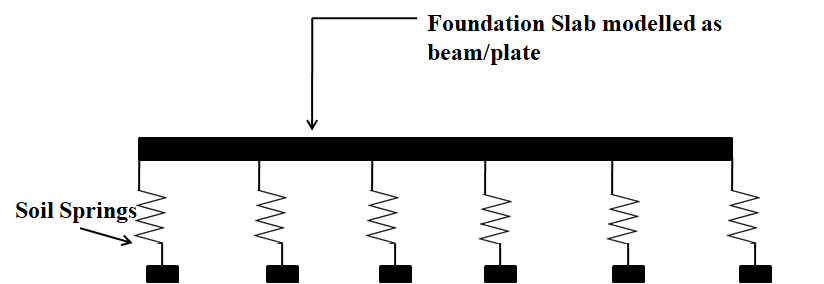 Foundation Slab modelled as
beam/plate
Soil Springs